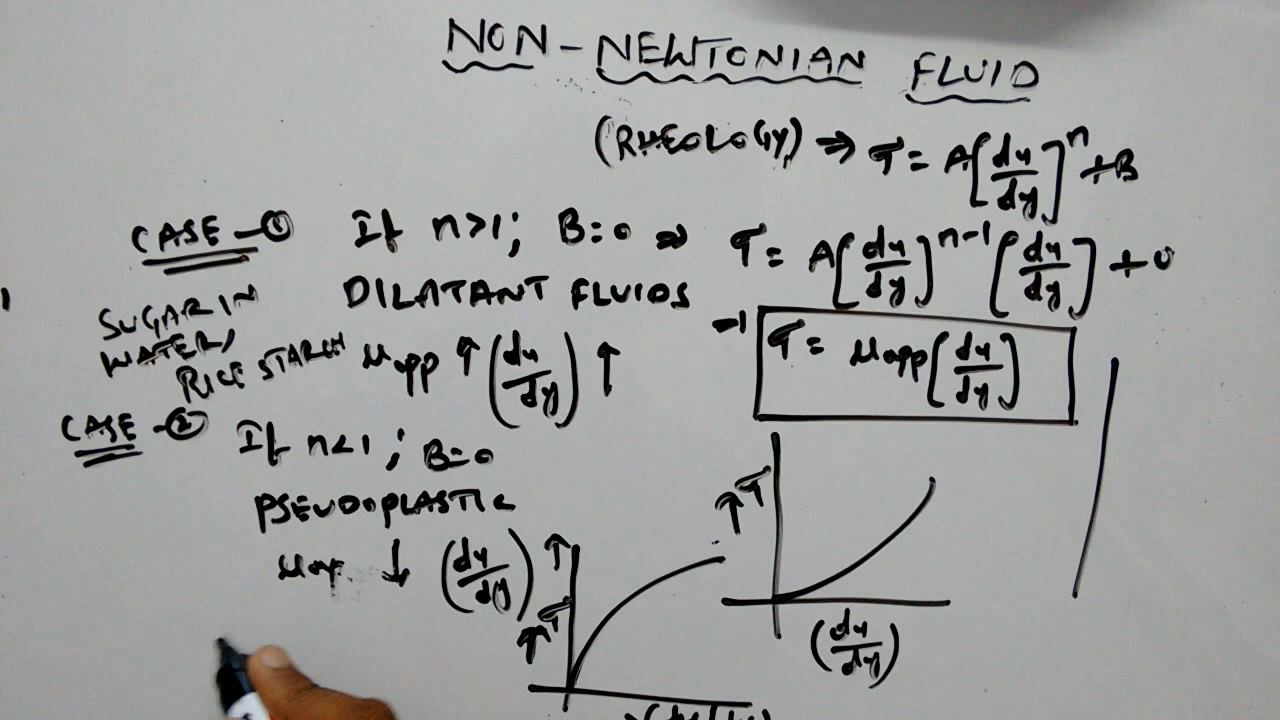 NON-NEWTONIAN FLUID
(RHEOLOGY) ⇒ τ = A[du/dy]^n + B
CASE-① If n>1; B=0 ⇒ τ = A[du/dy]^(n-1) [du/dy] + 0
DILATANT FLUIDS
SUGAR IN
WATER,
RICE STARCH
μapp ↑ (du/dy) ↑
τ = μapp[du/dy]
CASE-② If n<1; B=0
PSEUDOPLASTIC
μap. ↓ (du/dy) ↑
↑τ
↑τ
(du/dy)